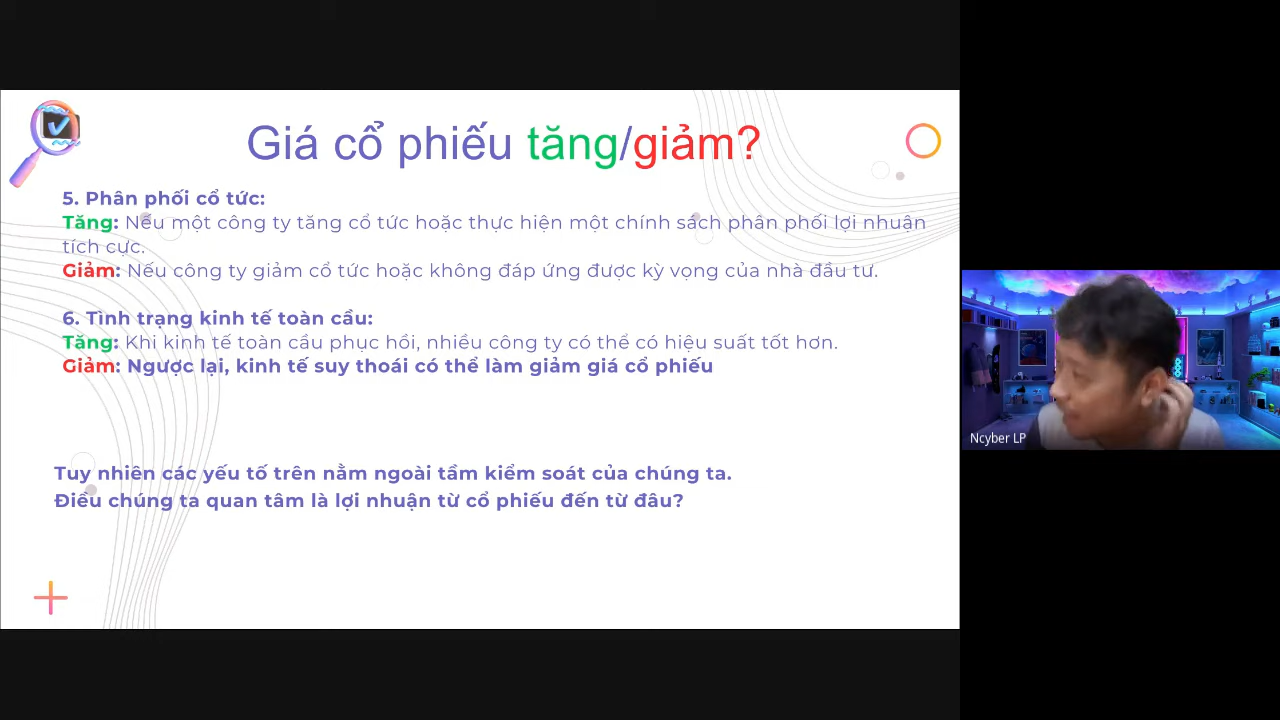 Giá cổ phiếu tăng/giảm?
5. Phân phối cổ tức:
Tăng: Nếu một công ty tăng cổ tức hoặc thực hiện một chính sách phân phối lợi nhuận
tích cực.
Giảm: Nếu công ty giảm cổ tức hoặc không đáp ứng được kỳ vọng của nhà đầu tư.
6. Tình trạng kinh tế toàn cầu:
Tăng: Khi kinh tế toàn cầu phục hồi, nhiều công ty có thể có hiệu suất tốt hơn.
Giảm: Ngược lại, kinh tế suy thoái có thể làm giảm giá cổ phiếu
Tuy nhiên các yếu tố trên nằm ngoài tầm kiểm soát của chúng ta.
Điều chúng ta quan tâm là lợi nhuận từ cổ phiếu đến từ đâu?
Ncyber LP